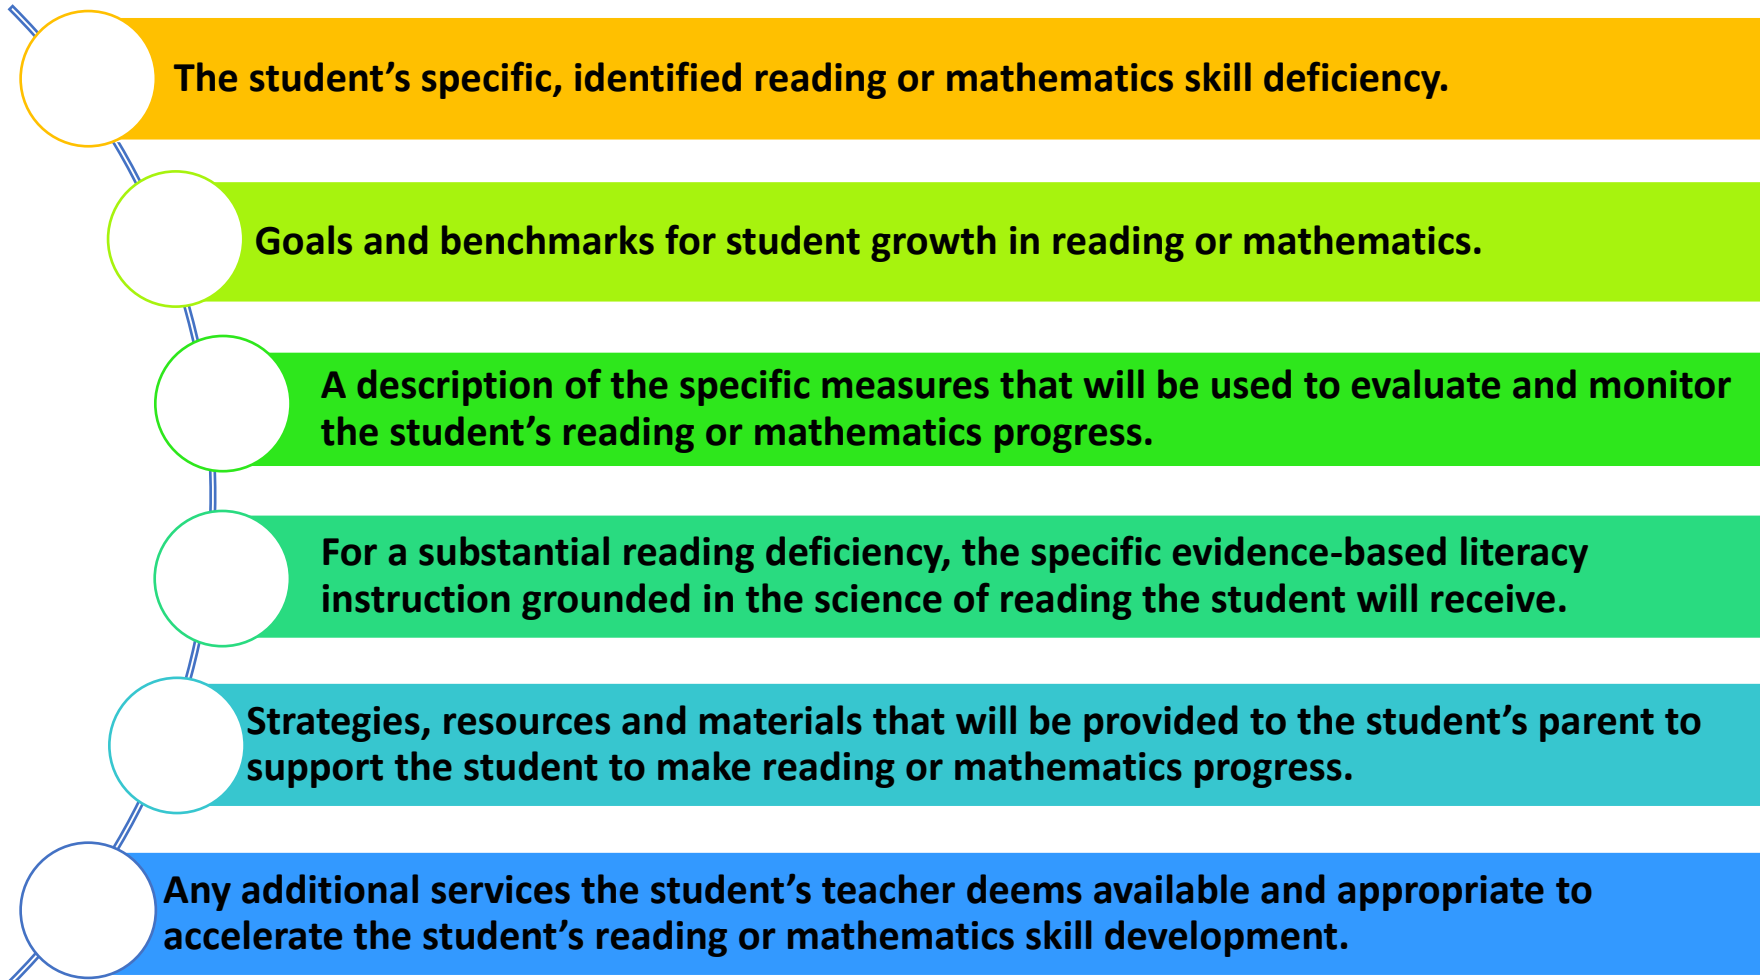 The student’s specific, identified reading or mathematics skill deficiency.
Goals and benchmarks for student growth in reading or mathematics.
A description of the specific measures that will be used to evaluate and monitor
the student’s reading or mathematics progress.
For a substantial reading deficiency, the specific evidence-based literacy
instruction grounded in the science of reading the student will receive.
Strategies, resources and materials that will be provided to the student’s parent to
support the student to make reading or mathematics progress.
Any additional services the student’s teacher deems available and appropriate to
accelerate the student’s reading or mathematics skill development.